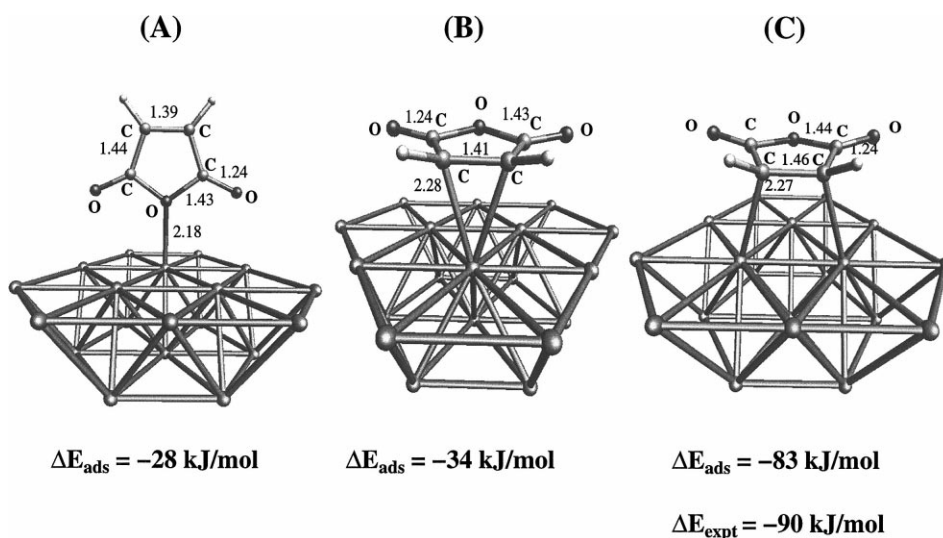 (A)
(B)
(C)
1.39
C
C
1.44
1.24
C
C
O
O
1.43
O
2.18
1.24
1.43
O
C
O
C
O
1.41
C
C
2.28
O
C
O
1.44
C
O
1.24
C
1.46
C
2.27
ΔEads = −28 kJ/mol
ΔEads = −34 kJ/mol
ΔEads = −83 kJ/mol
ΔEexpt = −90 kJ/mol